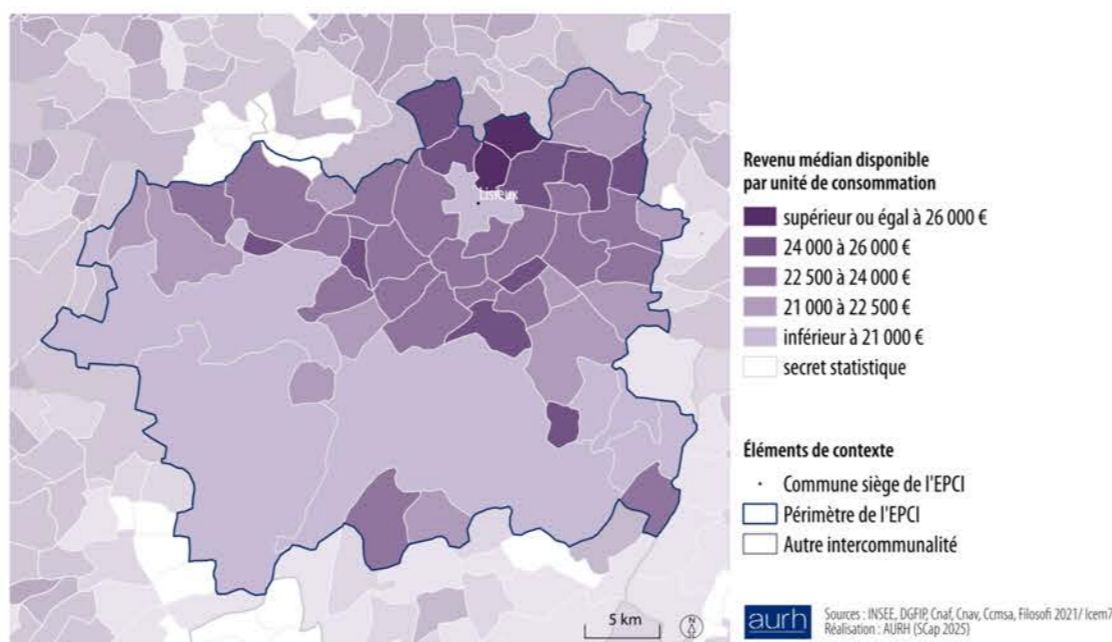 Lisieux
Revenu médian disponible
par unité de consommation
supérieur ou égal à 26 000 €
24 000 à 26 000 €
22 500 à 24 000 €
21 000 à 22 500 €
inférieur à 21 000 €
secret statistique
Éléments de contexte
Commune siège de l'EPCI
Périmètre de l'EPCI
Autre intercommunalité
5 km
N
aurh
Sources : INSEE, DGFIP, Cnaf, Cnav, Ccmsa, Filosofi 2021/ Icem7
Réalisation : AURH (SCap 2025)